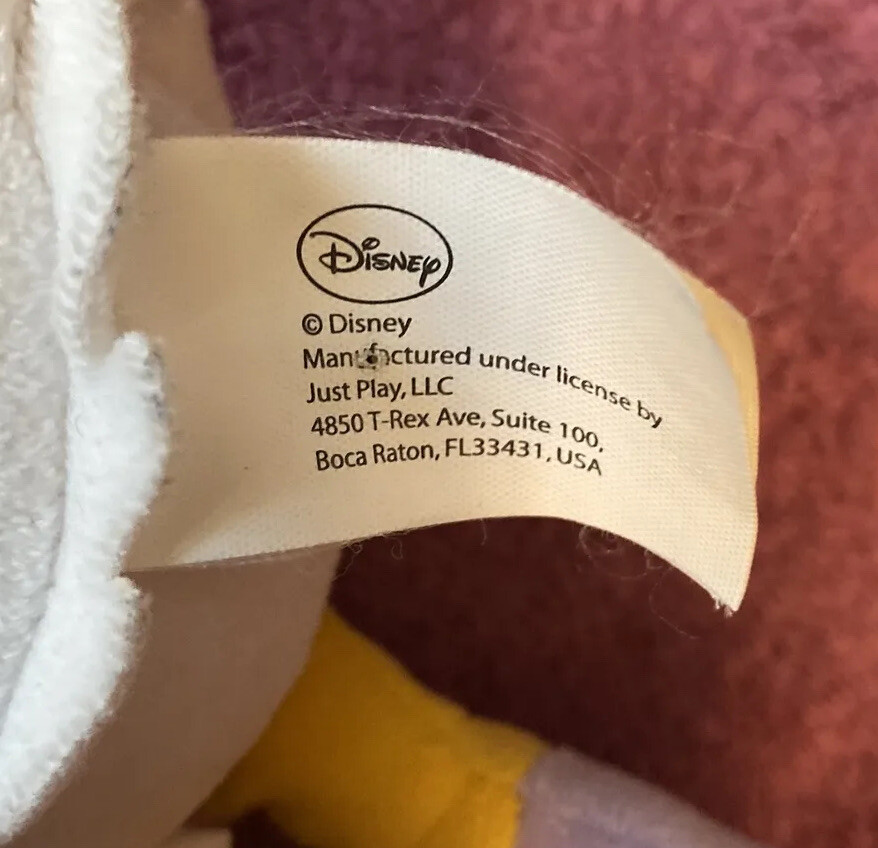 Disney
© Disney
Manufactured under license by
Just Play, LLC
4850 T-Rex Ave, Suite 100,
Boca Raton, FL33431, USA